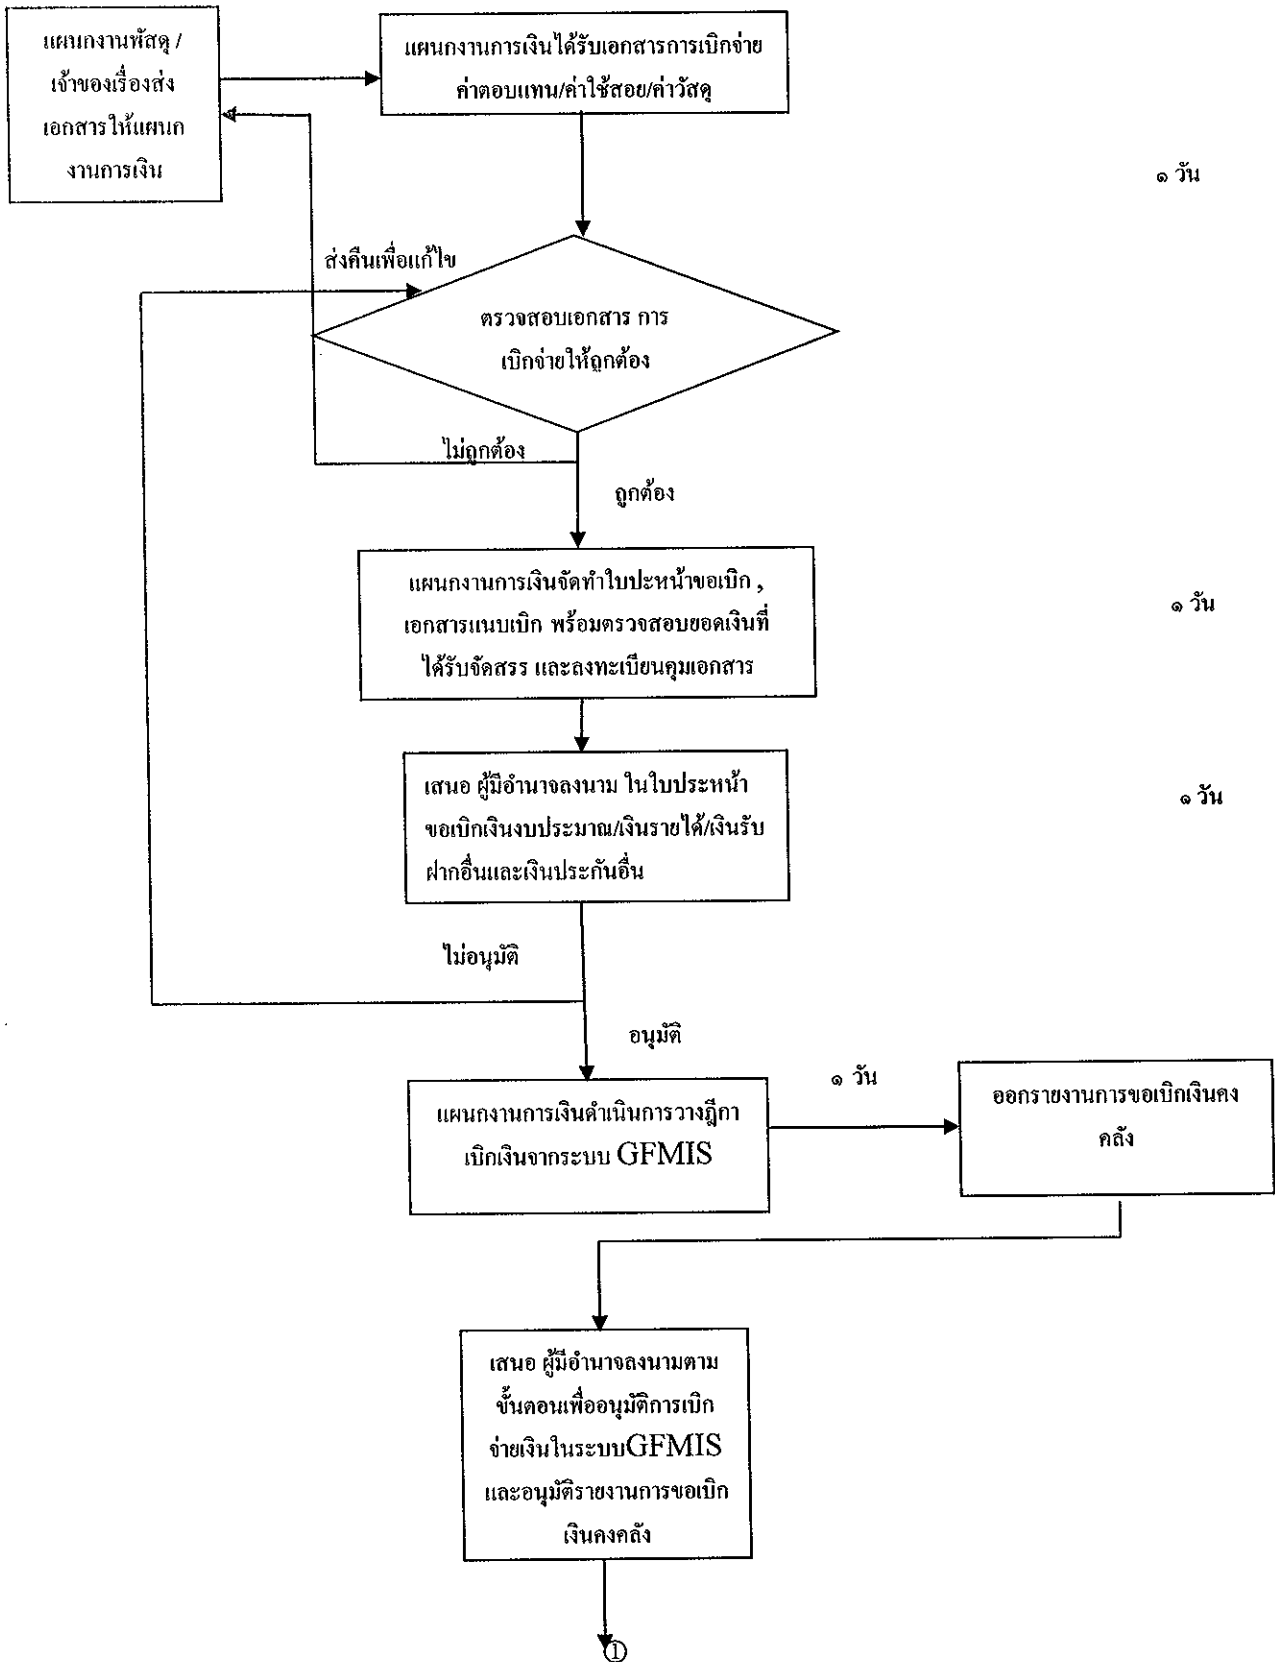 แผนกงานพัสดุ /
เจ้าของเรื่องส่ง
เอกสารให้แผนก
งานการเงิน
แผนกงานการเงินได้รับเอกสารการเบิกจ่าย
ค่าตอบแทน/ค่าใช้สอย/ค่าวัสดุ
๑ วัน
ส่งคืนเพื่อแก้ไข
ตรวจสอบเอกสาร การ
เบิกจ่ายให้ถูกต้อง
ไม่ถูกต้อง
ถูกต้อง
แผนกงานการเงินจัดทำใบปะหน้าขอเบิก ,
เอกสารแนบเบิก พร้อมตรวจสอบยอดเงินที่
ได้รับจัดสรร และลงทะเบียนคุมเอกสาร
๑ วัน
เสนอ ผู้มีอำนาจลงนาม ในใบประหน้า
ขอเบิกเงินงบประมาณ/เงินรายได้/เงินรับ
ฝากอื่นและเงินประกันอื่น
๑ วัน
ไม่อนุมัติ
อนุมัติ
แผนกงานการเงินดำเนินการวางฎีกา
เบิกเงินจากระบบ GFMIS
๑ วัน
ออกรายงานการขอเบิกเงินคง
คลัง
เสนอ ผู้มีอำนาจลงนามตาม
ขั้นตอนเพื่ออนุมัติการเบิก
จ่ายเงินในระบบGFMIS
และอนุมัติรายงานการขอเบิก
เงินคงคลัง
①